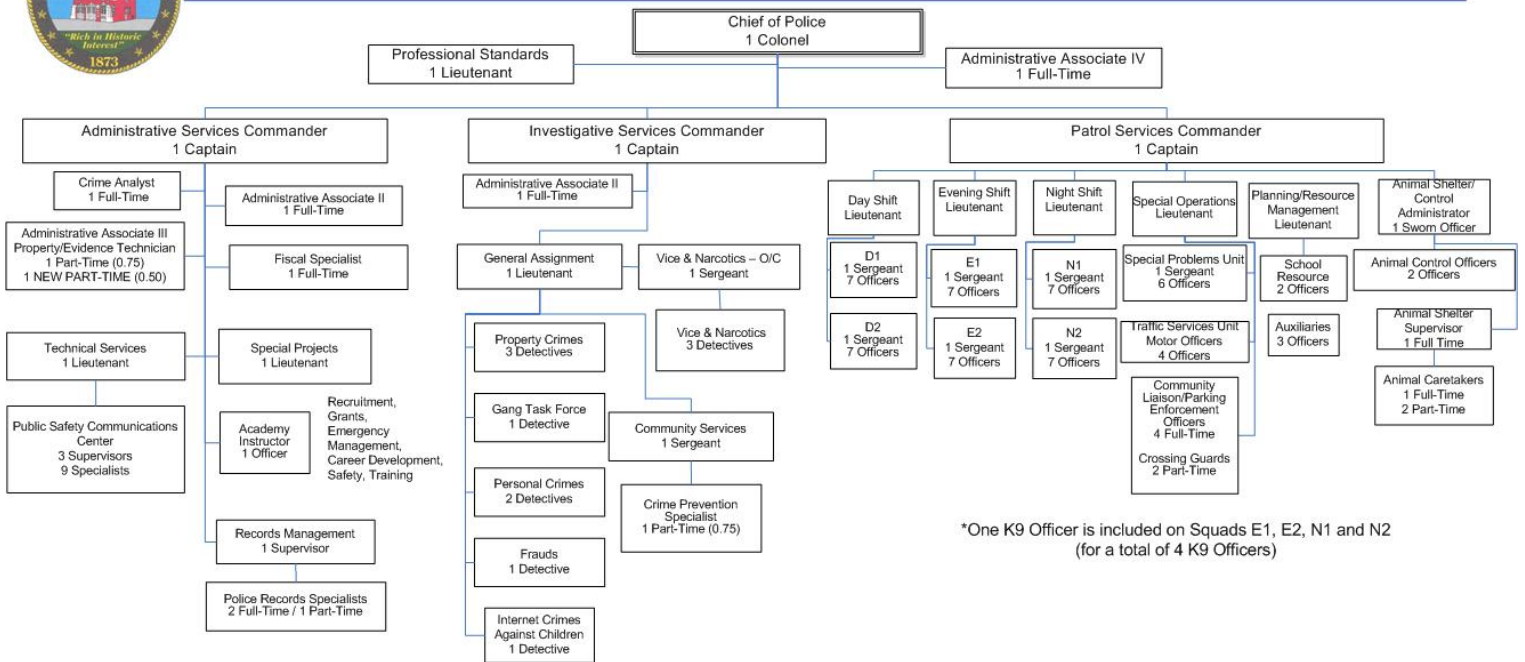 "Rich in Historic
Interest"
1873
Chief of Police
1 Colonel
Professional Standards
1 Lieutenant
Administrative Associate IV
1 Full-Time
Administrative Services Commander
1 Captain
Investigative Services Commander
1 Captain
Patrol Services Commander
1 Captain
Crime Analyst
1 Full-Time
Administrative Associate II
1 Full-Time
Administrative Associate III
Property/Evidence Technician
1 Part-Time (0.75)
1 NEW PART-TIME (0.50)
Fiscal Specialist
1 Full-Time
Technical Services
1 Lieutenant
Special Projects
1 Lieutenant
Public Safety Communications
Center
3 Supervisors
9 Specialists
Academy
Instructor
1 Officer
Recruitment,
Grants,
Emergency
Management,
Career Development,
Safety, Training
Records Management
1 Supervisor
Police Records Specialists
2 Full-Time / 1 Part-Time
Administrative Associate II
1 Full-Time
General Assignment
1 Lieutenant
Vice & Narcotics – O/C
1 Sergeant
Vice & Narcotics
3 Detectives
Property Crimes
3 Detectives
Gang Task Force
1 Detective
Personal Crimes
2 Detectives
Frauds
1 Detective
Internet Crimes
Against Children
1 Detective
Community Services
1 Sergeant
Crime Prevention
Specialist
1 Part-Time (0.75)
Day Shift
Lieutenant
D1
1 Sergeant
7 Officers
D2
1 Sergeant
7 Officers
Evening Shift
Lieutenant
E1
1 Sergeant
7 Officers
E2
1 Sergeant
7 Officers
Night Shift
Lieutenant
N1
1 Sergeant
7 Officers
N2
1 Sergeant
7 Officers
Special Operations
Lieutenant
Special Problems Unit
1 Sergeant
6 Officers
Traffic Services Unit
Motor Officers
4 Officers
Community
Liaison/Parking
Enforcement
Officers
4 Full-Time
Crossing Guards
2 Part-Time
Planning/Resource
Management
Lieutenant
School
Resource
2 Officers
Auxiliaries
3 Officers
Animal Shelter/
Control
Administrator
1 Sworn Officer
Animal Control Officers
2 Officers
Animal Shelter
Supervisor
1 Full Time
Animal Caretakers
1 Full-Time
2 Part-Time
*One K9 Officer is included on Squads E1, E2, N1 and N2
(for a total of 4 K9 Officers)